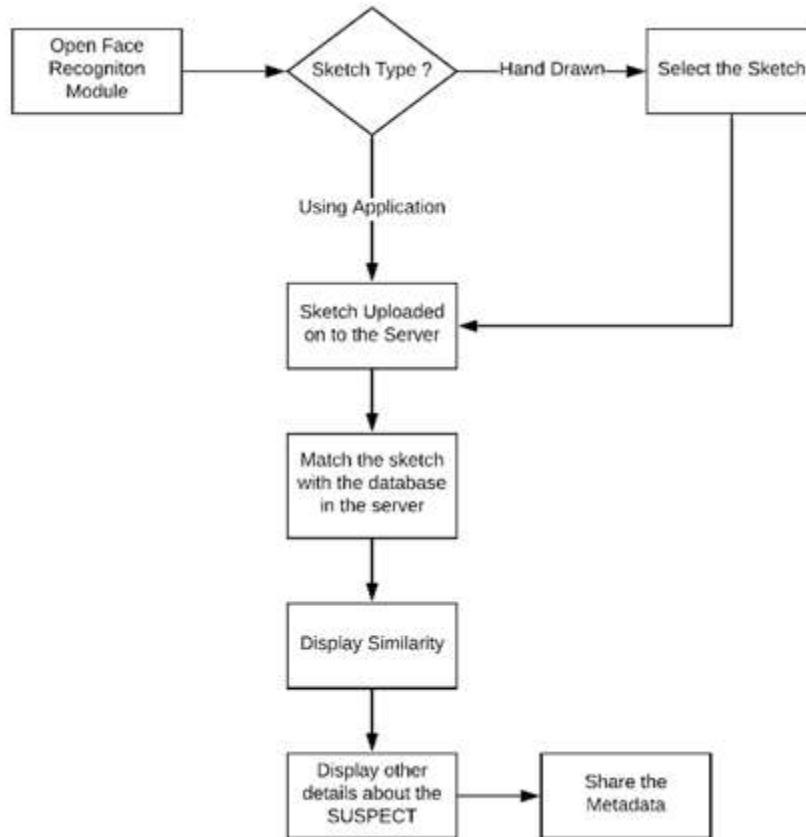 Open Face
Recogniton
Module
Sketch Type ?
Hand Drawn
Select the Sketch
Using Application
Sketch Uploaded
on to the Server
Match the sketch
with the database
in the server
Display Similarity
Display other
details about the
SUSPECT
Share the
Metadata